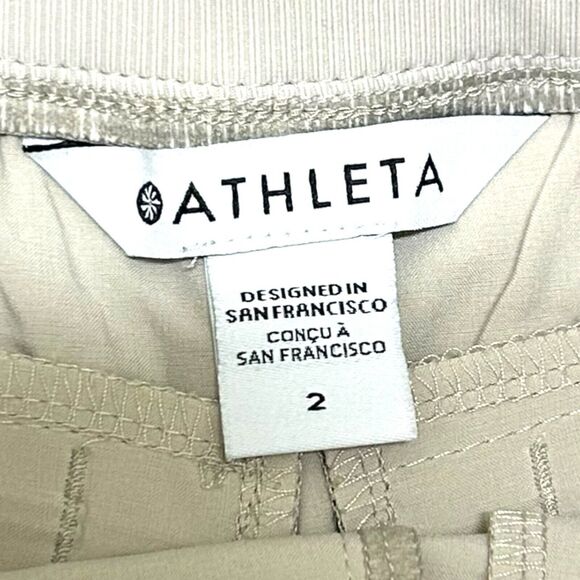 ATHLETA
DESIGNED IN
SAN FRANCISCO
CONÇU À
SAN FRANCISCO
2